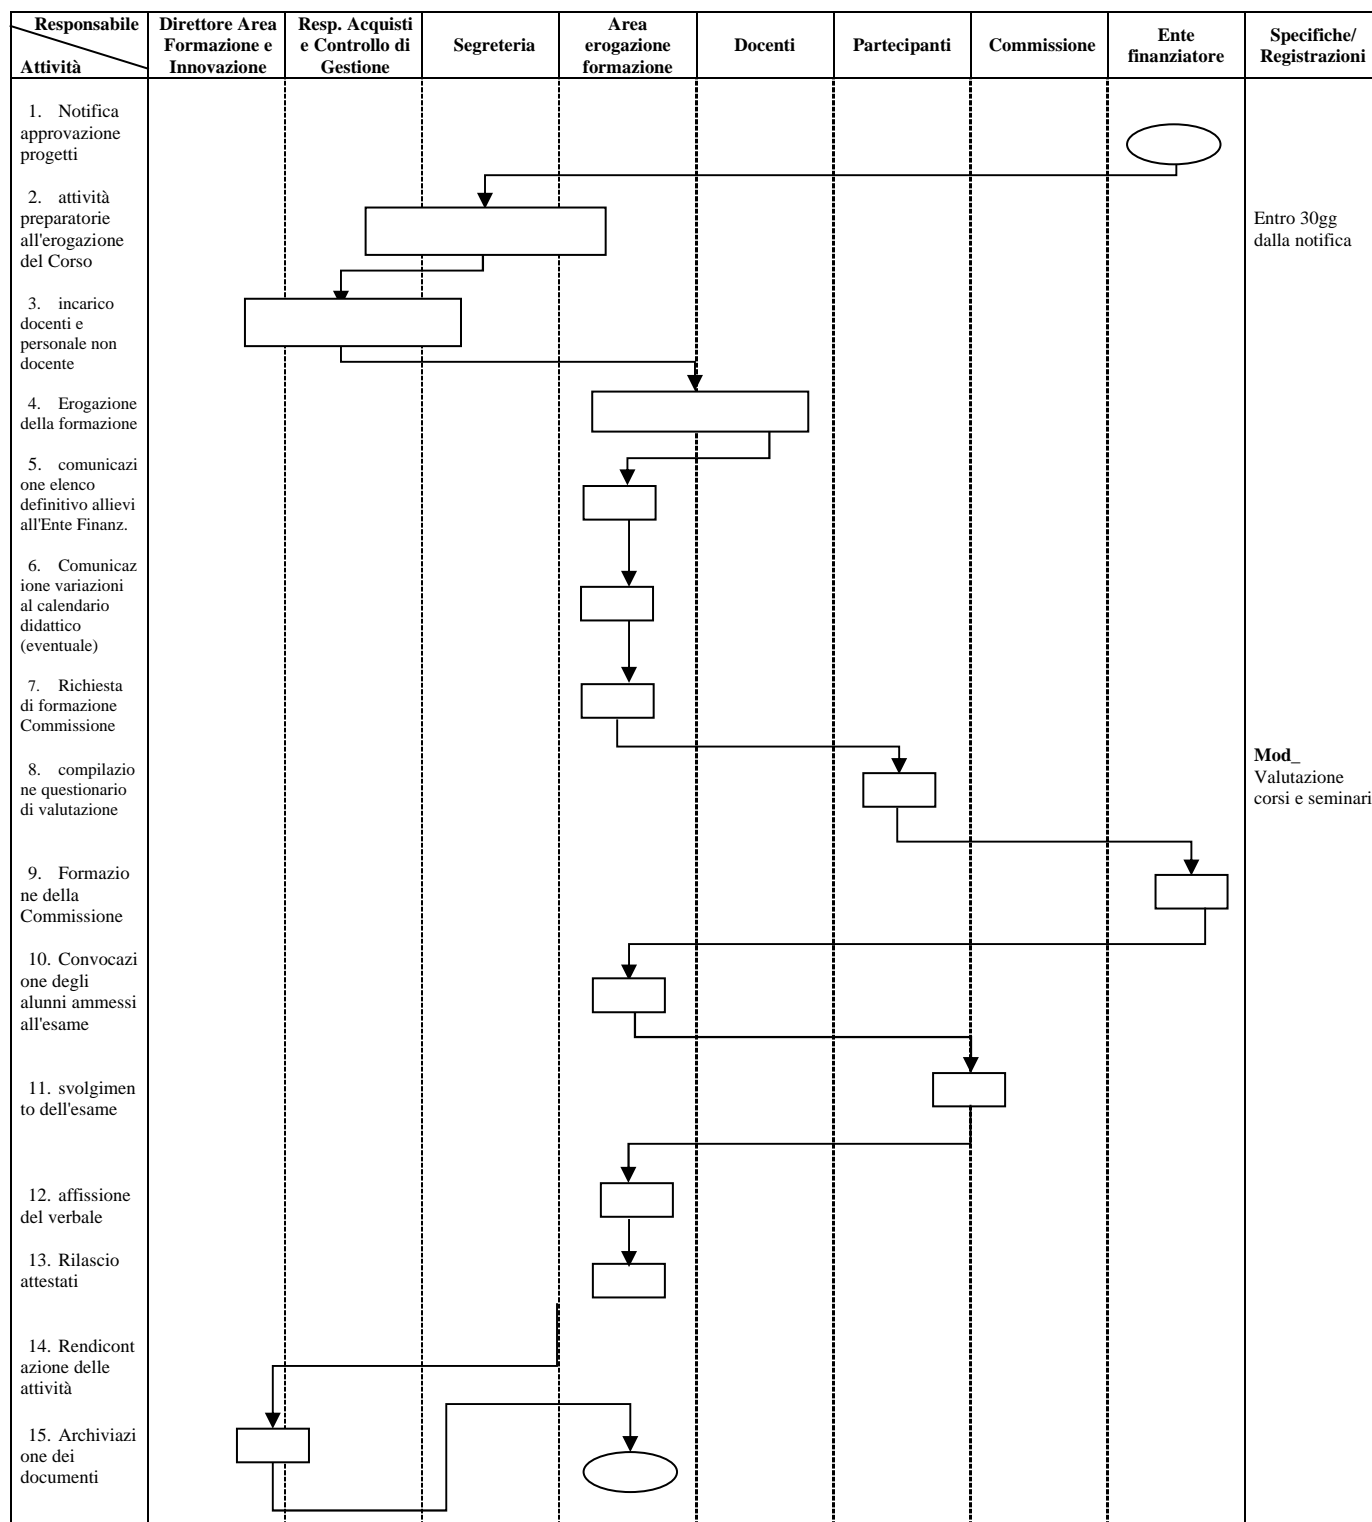 Responsabile
Attività
Direttore Area
Formazione e
Innovazione
Resp. Acquisti
e Controllo di
Gestione
Segreteria
Area
erogazione
formazione
Docenti
Partecipanti
Commissione
Ente
finanziatore
Specifiche/
Registrazioni
1. Notifica
approvazione
progetti
2. attività
preparatorie
all'erogazione
del Corso
Entro 30gg
dalla notifica
3. incarico
docenti e
personale non
docente
4. Erogazione
della formazione
5. comunicazi
one elenco
definitivo allievi
all'Ente Finanz.
6. Comunicaz
ione variazioni
al calendario
didattico
(eventuale)
7. Richiesta
di formazione
Commissione
8. compilazio
ne questionario
di valutazione
Mod_
Valutazione
corsi e seminari
9. Formazio
ne della
Commissione
10. Convocazi
one degli
alunni ammessi
all'esame
11. svolgimen
to dell'esame
12. affissione
del verbale
13. Rilascio
attestati
14. Rendicont
azione delle
attività
15. Archiviazi
one dei
documenti